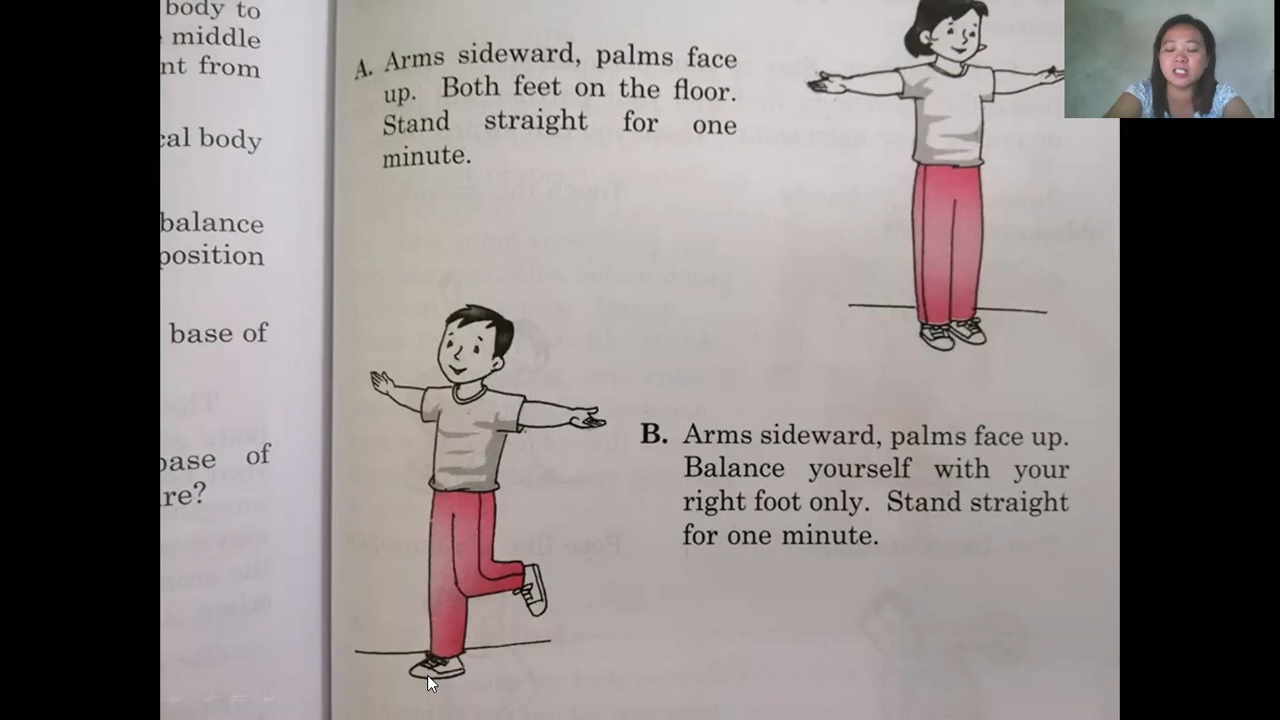 body to
middle
nt from
cal body
balance
position
base of
base of
re?
A. Arms sideward, palms face
up. Both feet on the floor.
Stand straight for one
minute.
B. Arms sideward, palms face up.
Balance yourself with your
right foot only. Stand straight
for one minute.